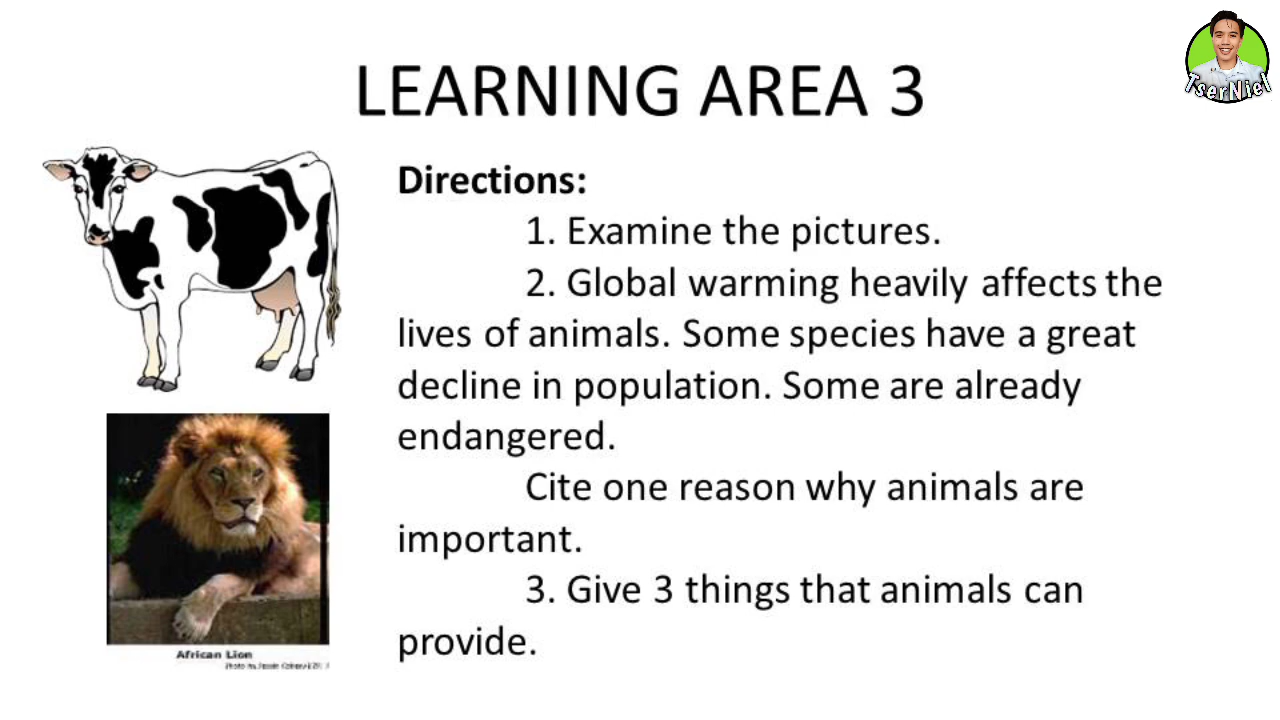 LEARNING AREA 3
TserNiel
Directions:
1. Examine the pictures.
2. Global warming heavily affects the
lives of animals. Some species have a great
decline in population. Some are already
endangered.
Cite one reason why animals are
important.
3. Give 3 things that animals can
provide.
African Lion
Photo by